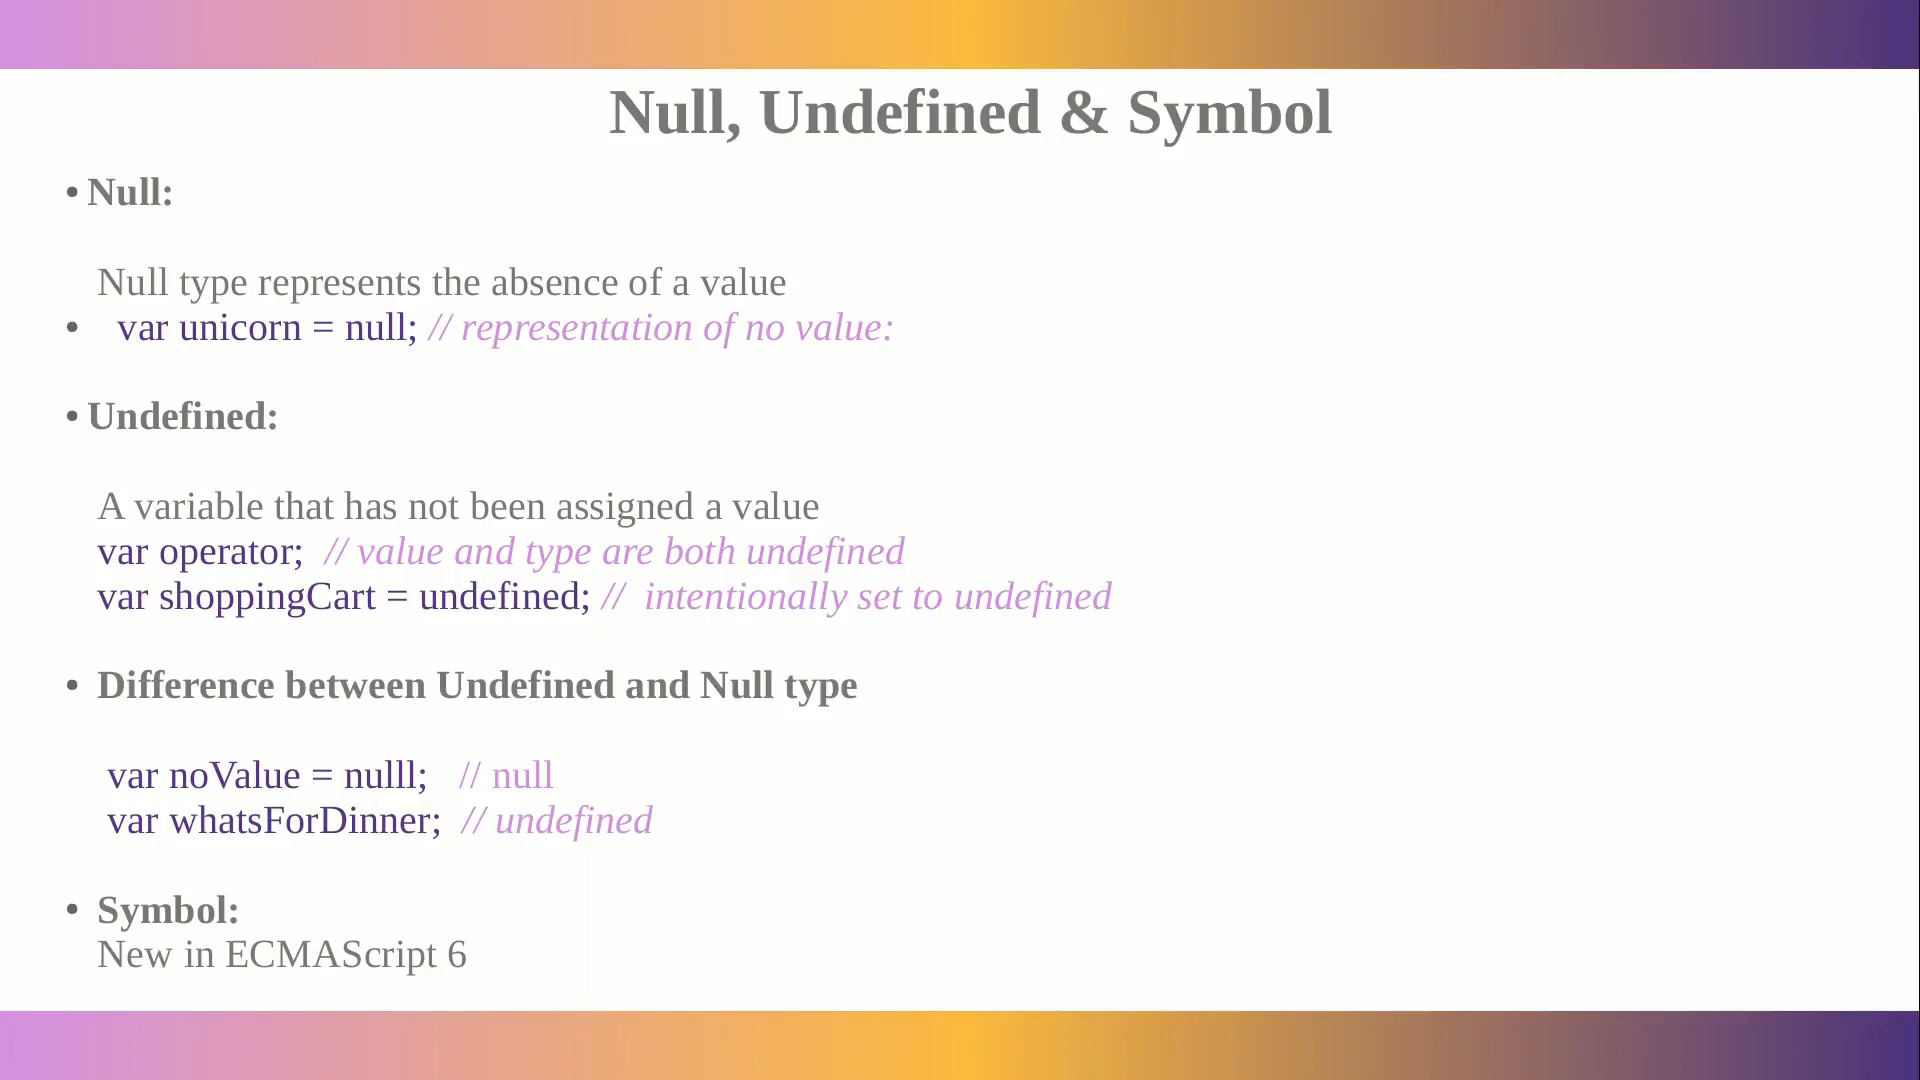 Null, Undefined & Symbol
• Null:
Null type represents the absence of a value
• var unicorn = null; // representation of no value:
• Undefined:
A variable that has not been assigned a value
var operator; // value and type are both undefined
var shoppingCart = undefined; // intentionally set to undefined
• Difference between Undefined and Null type
var noValue = nulll; // null
var whatsForDinner; // undefined
• Symbol:
New in ECMAScript 6